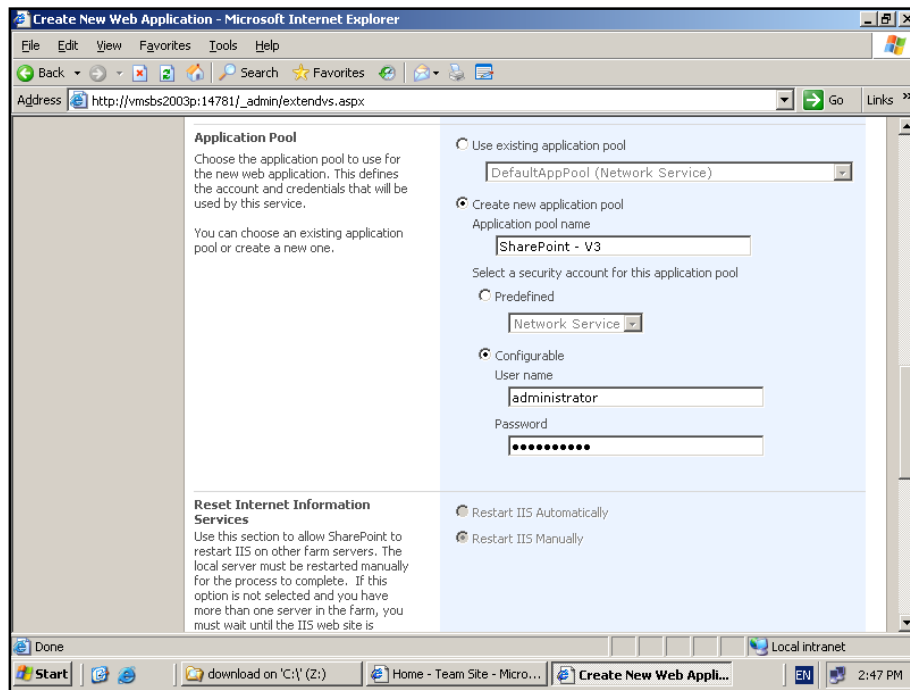 Create New Web Application - Microsoft Internet Explorer
File Edit View Favorites Tools Help
Back Search Favorites
Address http://vmsbs2003p:14781/_admin/extendvs.aspx Go Links »
Application Pool
Choose the application pool to use for
the new web application. This defines
the account and credentials that will be
used by this service.
You can choose an existing application
pool or create a new one.
Use existing application pool
DefaultAppPool (Network Service)
Create new application pool
Application pool name
SharePoint - V3
Select a security account for this application pool
Predefined
Network Service
Configurable
User name
administrator
Password
••••••••••
Reset Internet Information
Services
Use this section to allow SharePoint to
restart IIS on other farm servers. The
local server must be restarted manually
for the process to complete. If this
option is not selected and you have
more than one server in the farm, you
must wait until the IIS web site is
Restart IIS Automatically
Restart IIS Manually
Done Local intranet
Start download on 'C:\' (Z:) Home - Team Site - Micro... Create New Web Appli... EN 2:47 PM